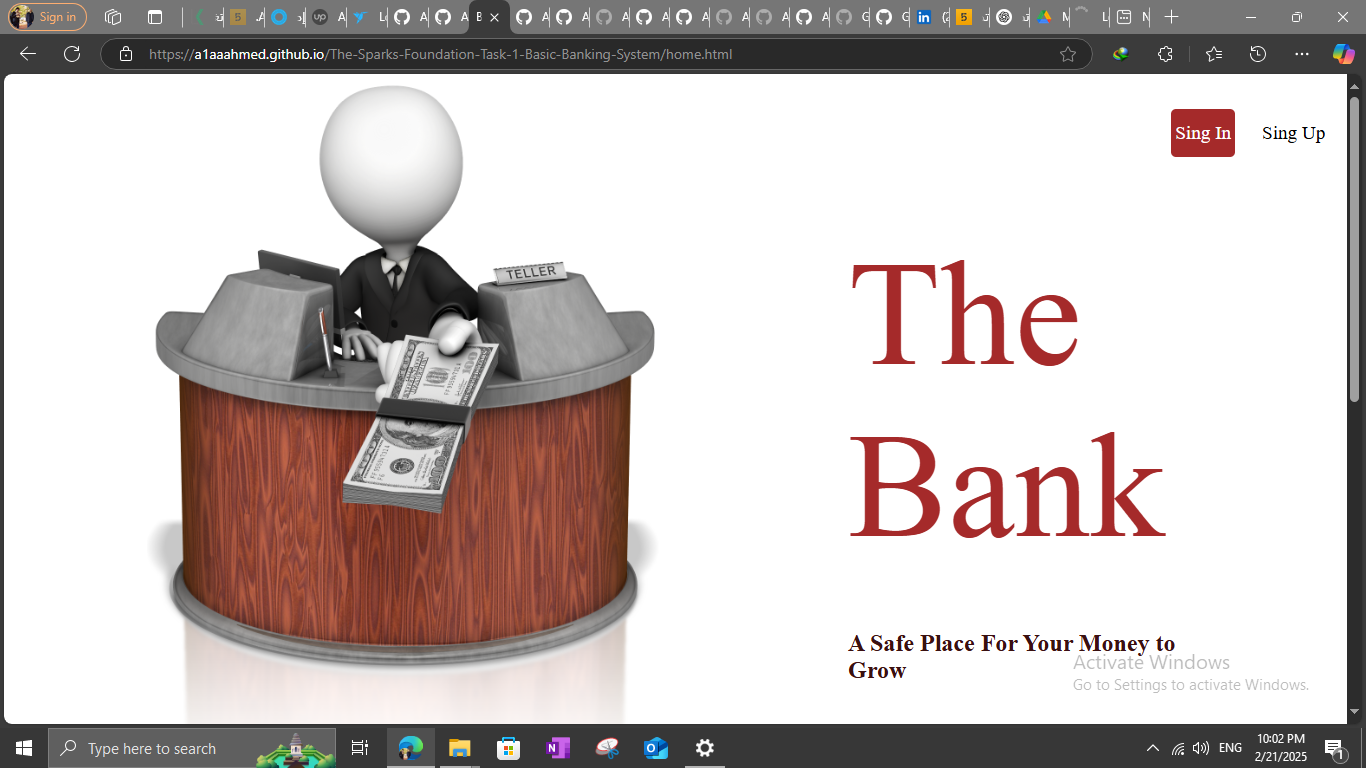 Sign in
https://a1aaahmed.github.io/The-Sparks-Foundation-Task-1-Basic-Banking-System/home.html
Sing In
Sing Up
TELLER
The
Bank
A Safe Place For Your Money to
Grow
Activate Windows
Go to Settings to activate Windows.
Type here to search
ENG
10:02 PM
2/21/2025